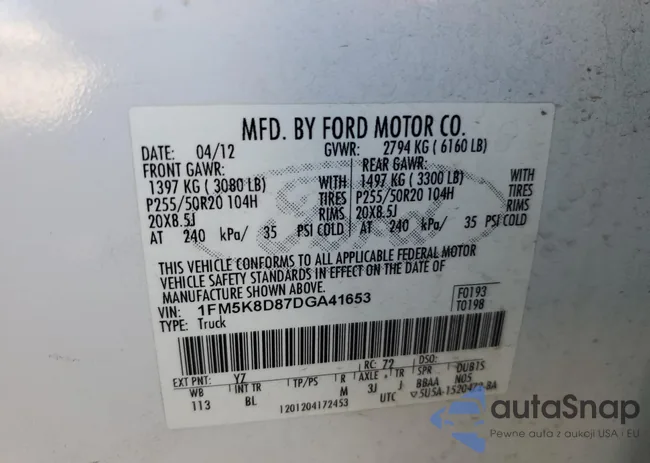 MFD. BY FORD MOTOR CO.
DATE: 04/12 GVWR: 2794 KG ( 6160 LB)
FRONT GAWR: REAR GAWR:
1397 KG ( 3080 LB) WITH 1497 KG ( 3300 LB) WITH
P255/50R20 104H TIRES P255/50R20 104H TIRES
20X8.5J RIMS 20X8.5J RIMS
AT 240 kPa/ 35 PSI COLD AT 240 kPa/ 35 PSI COLD
THIS VEHICLE CONFORMS TO ALL APPLICABLE FEDERAL MOTOR
VEHICLE SAFETY STANDARDS IN EFFECT ON THE DATE OF
MANUFACTURE SHOWN ABOVE.
VIN: 1FM5K8D87DGA41653 F0193
TYPE: Truck T0198
EXT PNT: YZ RC: 72 DSO:
WB INT TR TP/PS R AXLE TR SPR DUB15
113 BL M 3J J BBAA N05
1201204172453 UTC
autaSnap
Pewne auta z aukcji USA i EU